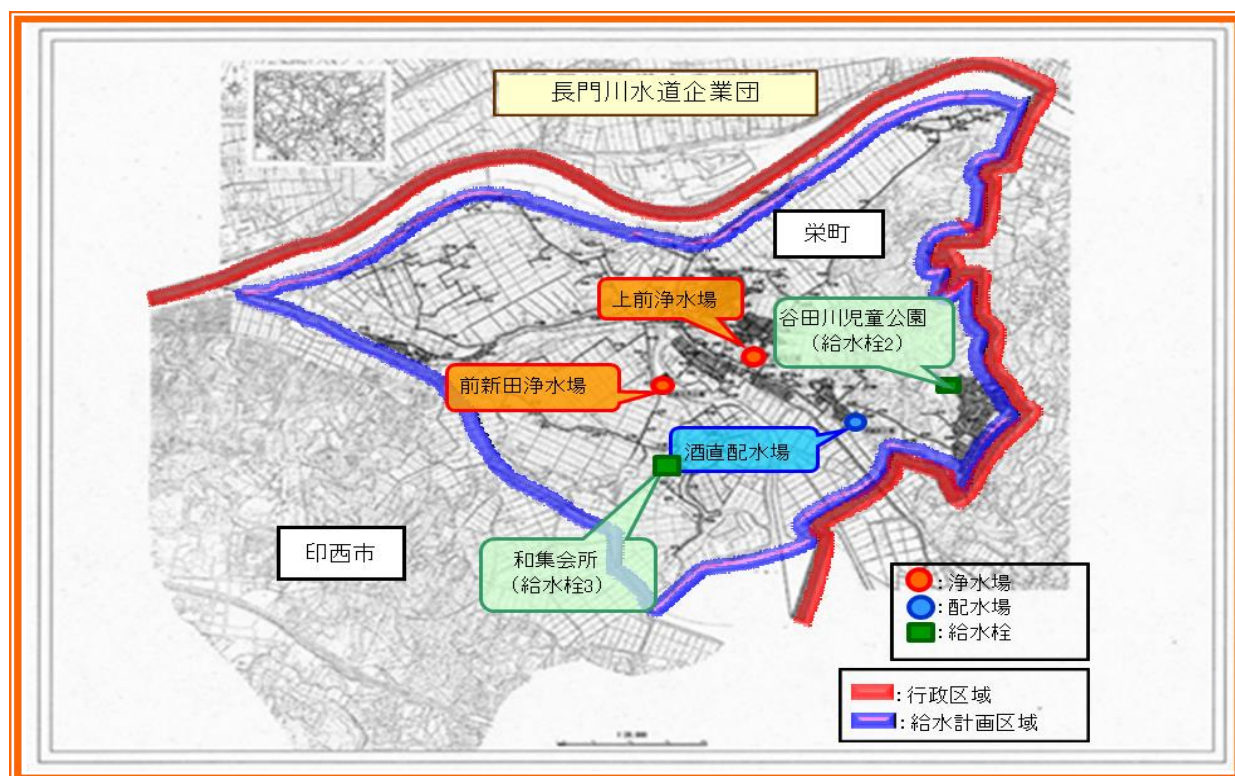 長門川水道企業団
栄町
上前浄水場
谷田川児童公園
(給水栓2)
前新田浄水場
酒直配水場
印西市
和集会所
(給水栓3)
:浄水場
:配水場
:給水栓
:行政区域
:給水計画区域